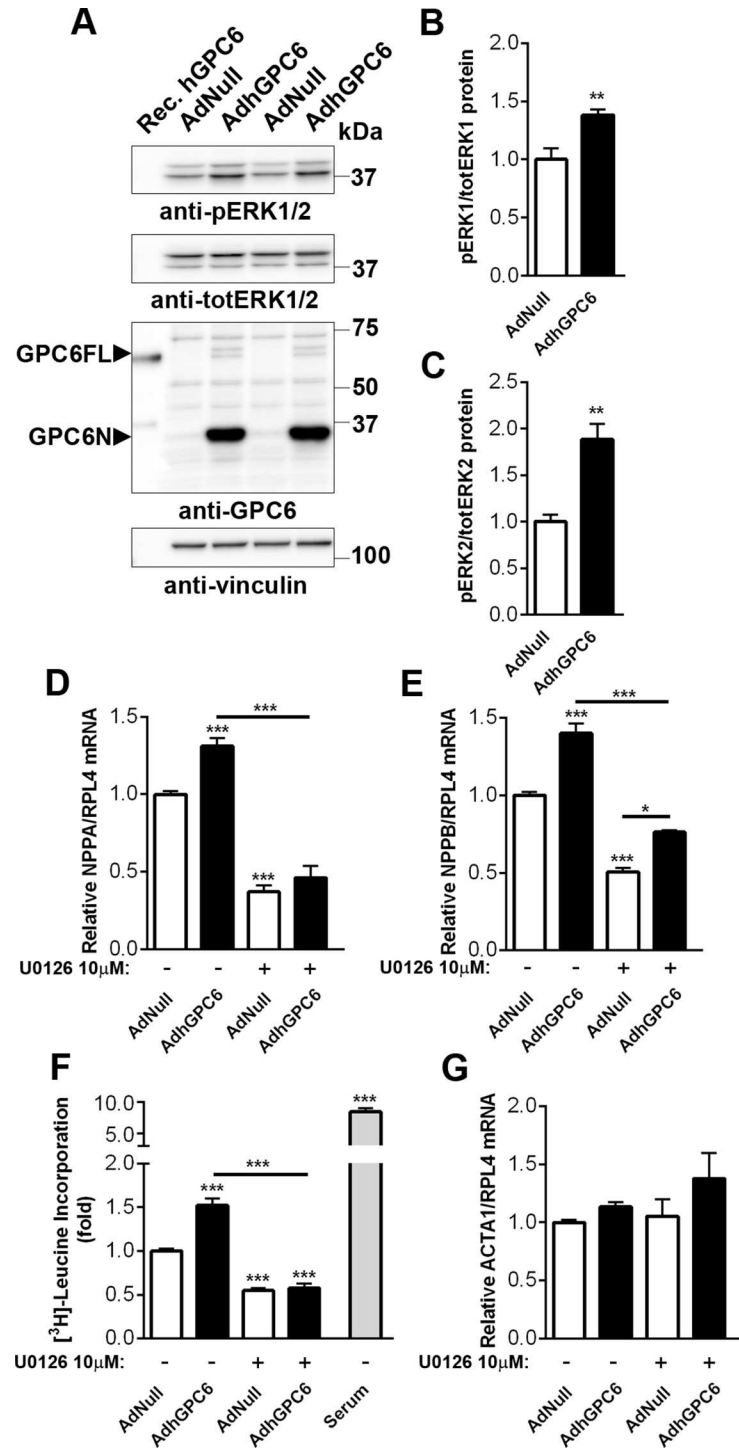 A
Rec. hGPC6
AdNull
AdhGPC6
AdNull
AdhGPC6
kDa
37
anti-pERK1/2
37
anti-totERK1/2
75
GPC6FL
50
37
GPC6N
anti-GPC6
100
anti-vinculin
B
pERK1/totERK1 protein
2.0
1.5
1.0
0.5
0.0
**
AdNull
AdhGPC6
C
pERK2/totERK2 protein
2.5
2.0
1.5
1.0
0.5
0.0
**
AdNull
AdhGPC6
D
Relative NPPA/RPL4 mRNA
1.5
1.0
0.5
0.0
***
***
***
U0126 10μM: - - + +
AdNull
AdhGPC6
AdNull
AdhGPC6
E
Relative NPPB/RPL4 mRNA
1.5
1.0
0.5
0.0
***
***
*
***
U0126 10μM: - - + +
AdNull
AdhGPC6
AdNull
AdhGPC6
F
[³H]-Leucine Incorporation
(fold)
10.0
5.0
2.0
1.5
1.0
0.5
0.0
***
***
***
***
***
U0126 10μM: - - + + -
AdNull
AdhGPC6
AdNull
AdhGPC6
Serum
G
Relative ACTA1/RPL4 mRNA
2.0
1.5
1.0
0.5
0.0
U0126 10μM: - - + +
AdNull
AdhGPC6
AdNull
AdhGPC6